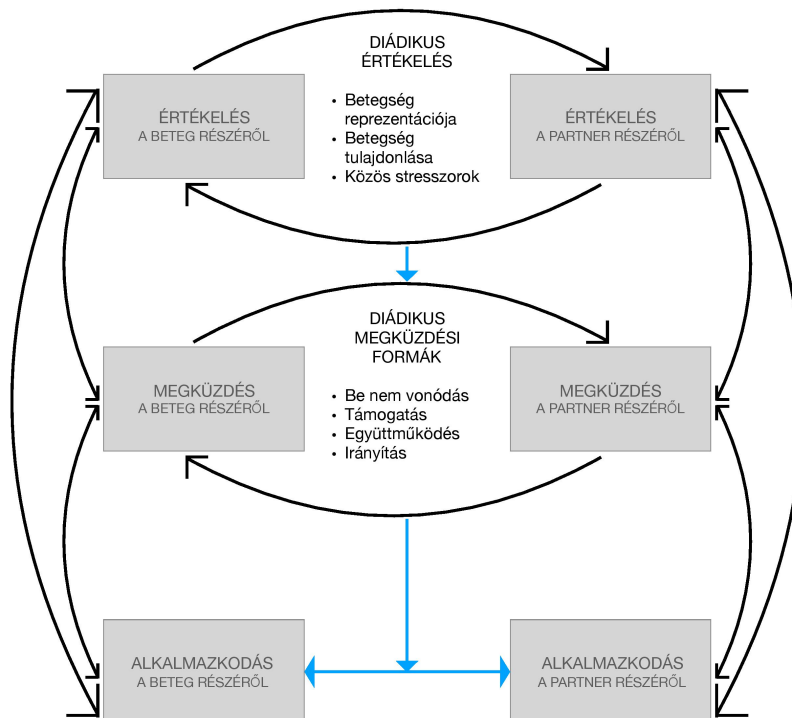 DIÁDIKUS
ÉRTÉKELÉS
ÉRTÉKELÉS
A BETEG RÉSZÉRŐL
• Betegség
reprezentációja
• Betegség
tulajdonlása
• Közös stresszorok
ÉRTÉKELÉS
A PARTNER RÉSZÉRŐL
DIÁDIKUS
MEGKÜZDÉSI
FORMÁK
MEGKÜZDÉS
A BETEG RÉSZÉRŐL
• Be nem vonódás
• Támogatás
• Együttműködés
• Irányítás
MEGKÜZDÉS
A PARTNER RÉSZÉRŐL
ALKALMAZKODÁS
A BETEG RÉSZÉRŐL
ALKALMAZKODÁS
A PARTNER RÉSZÉRŐL